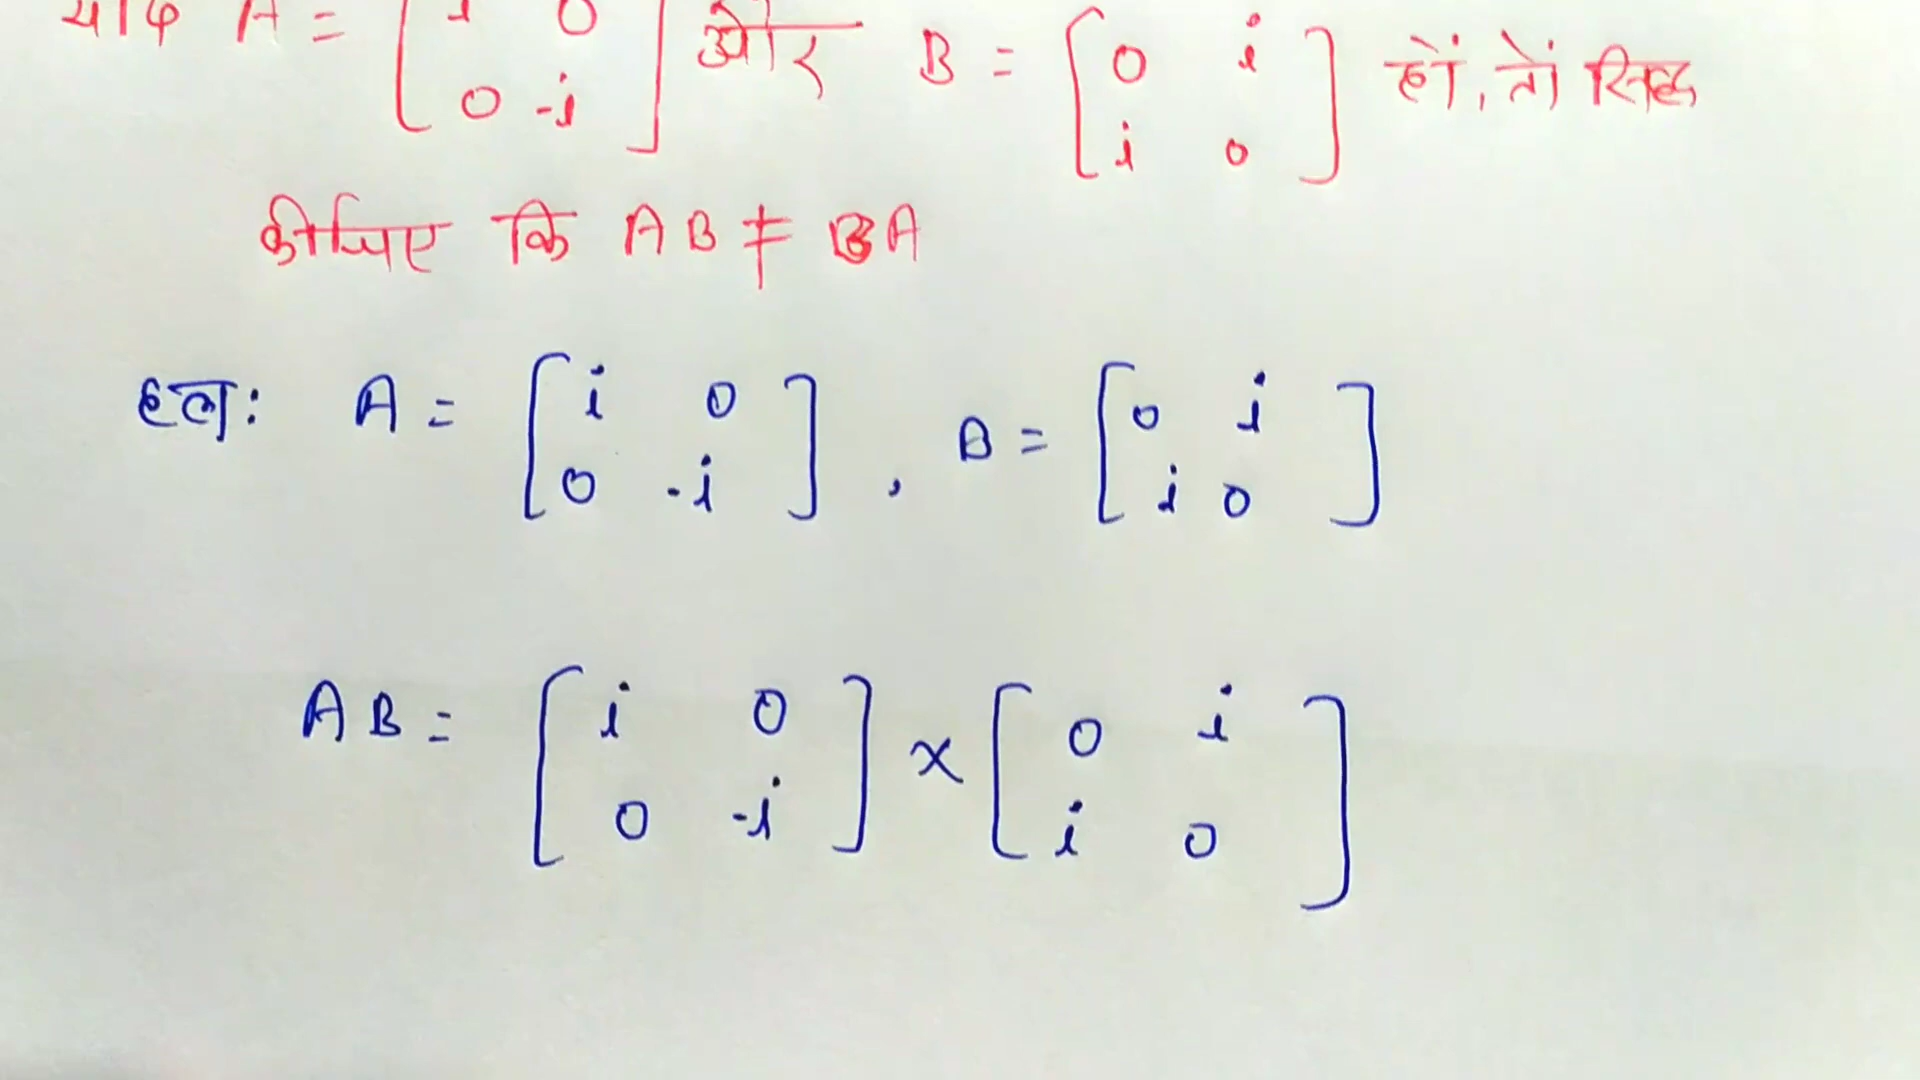 यदि A = [ i 0 ] और B = [ 0 i ] हों, तो सिद्ध
[ 0 -i ] [ i 0 ]
कीजिए कि AB ≠ BA
हल: A = [ i 0 ] , B = [ 0 i ]
[ 0 -i ] [ i 0 ]
AB = [ i 0 ] × [ 0 i ]
[ 0 -i ] [ i 0 ]